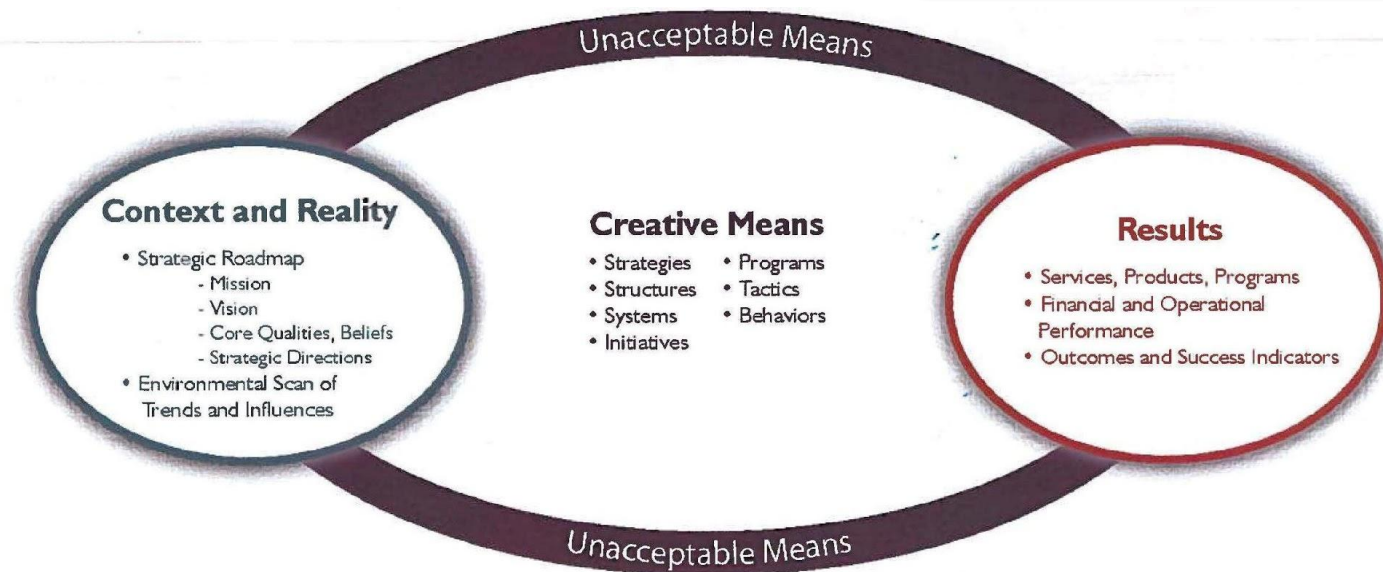 Unacceptable Means
Context and Reality
• Strategic Roadmap
- Mission
- Vision
- Core Qualities, Beliefs
- Strategic Directions
• Environmental Scan of
Trends and Influences
Creative Means
• Strategies
• Structures
• Systems
• Initiatives
• Programs
• Tactics
• Behaviors
Results
• Services, Products, Programs
• Financial and Operational
Performance
• Outcomes and Success Indicators
Unacceptable Means